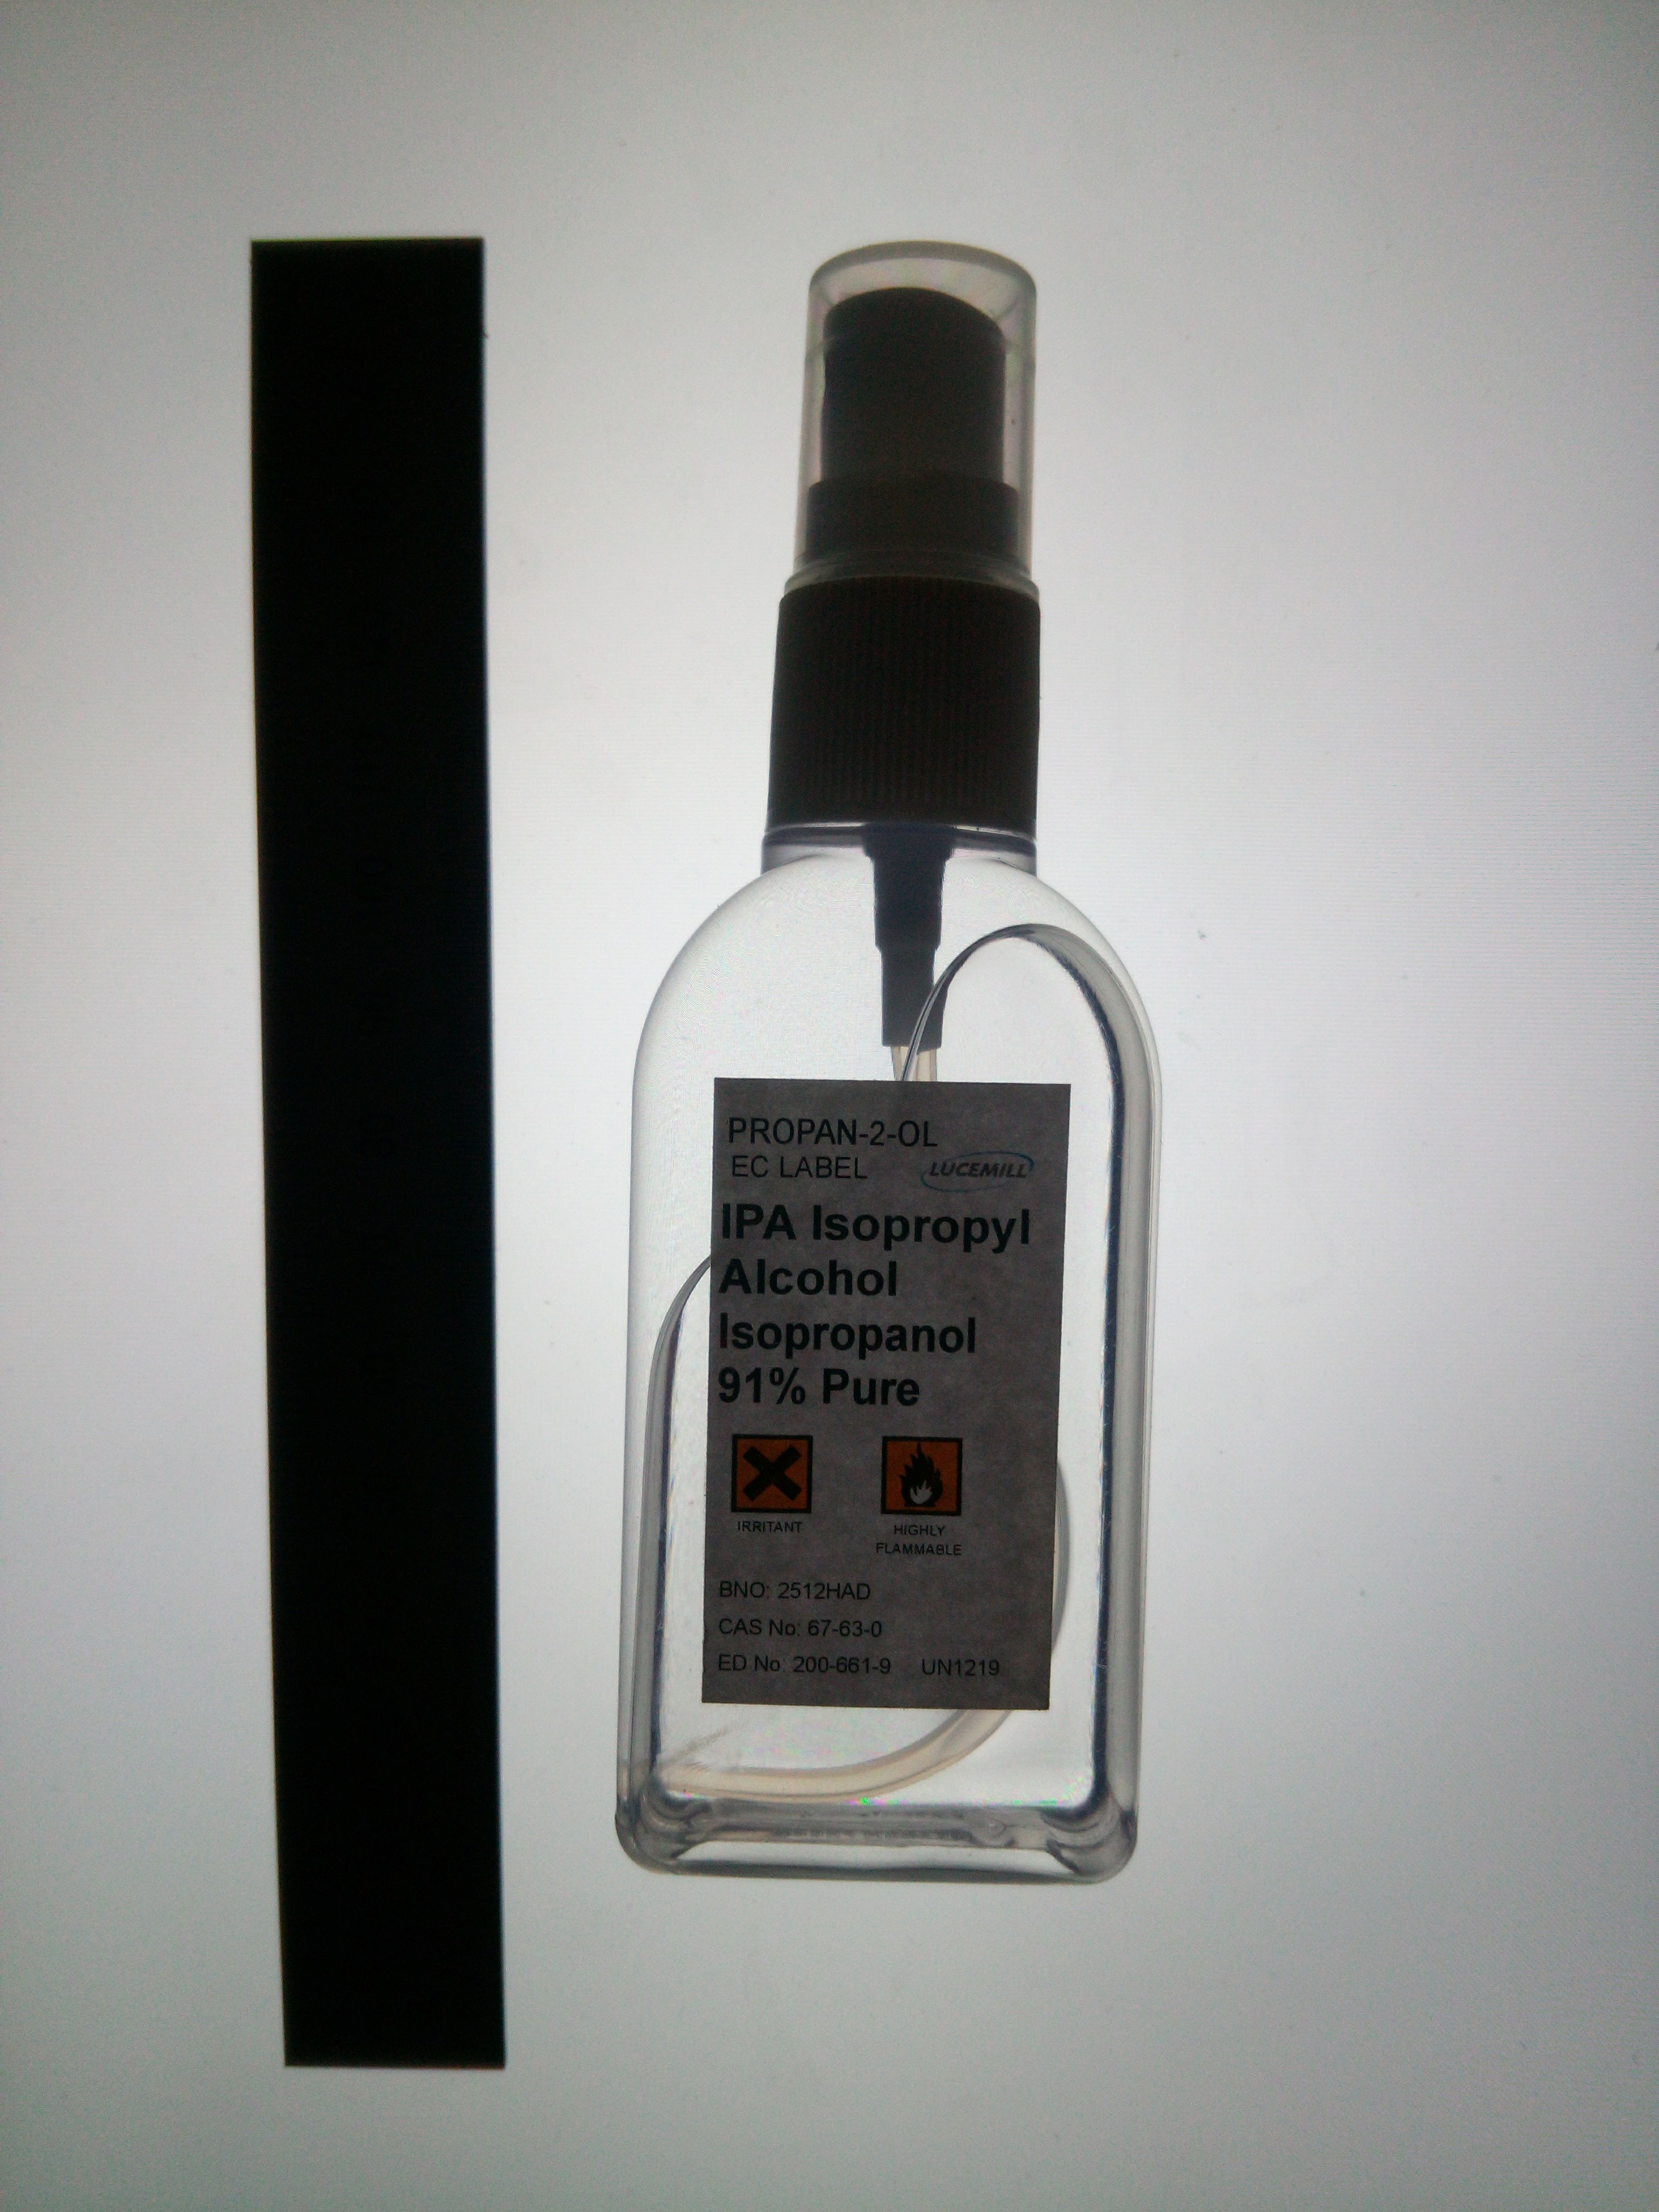 PROPAN-2-OL
EC LABEL
LUCEMILL
IPA Isopropyl
Alcohol
Isopropanol
91% Pure
IRRITANT
HIGHLY
FLAMMABLE
BNO: 2512HAD
CAS No: 67-63-0
ED No: 200-661-9 UN1219